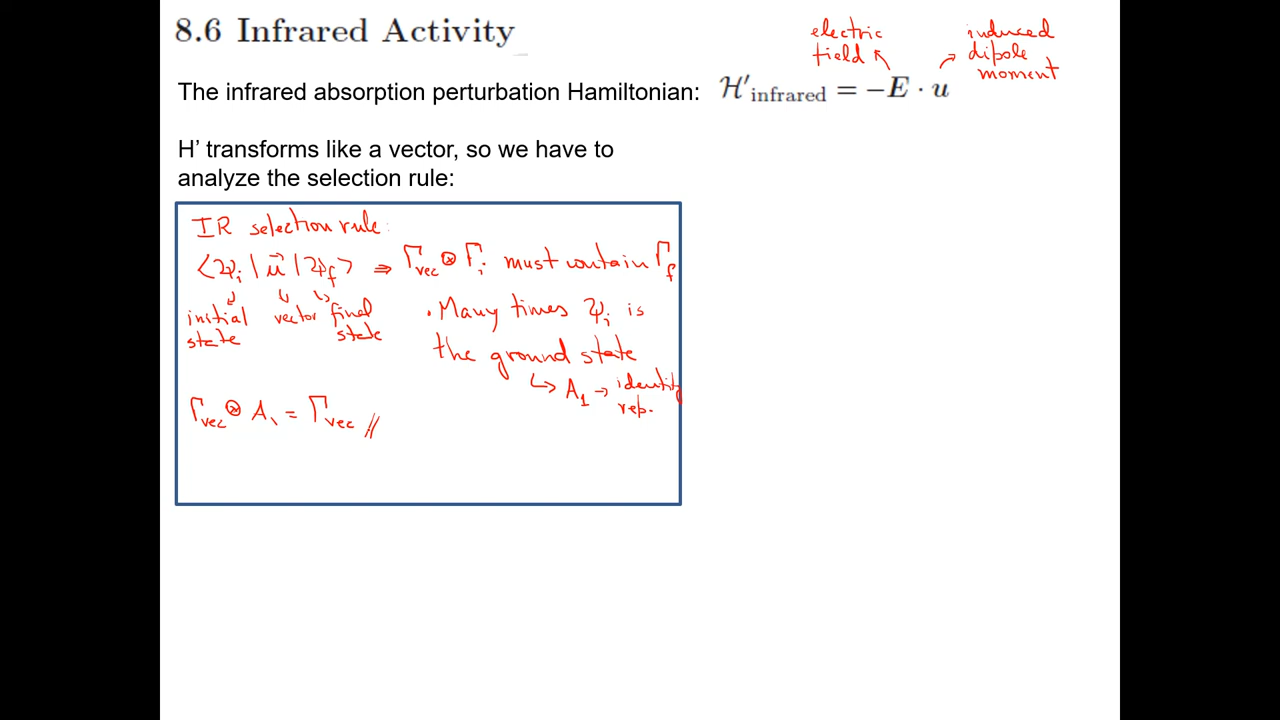 8.6 Infrared Activity
electric
field
induced
dipole
moment
The infrared absorption perturbation Hamiltonian: ℋ′infrared = −E · u
H’ transforms like a vector, so we have to
analyze the selection rule:
IR selection rule:
⟨Ψi | u⃗ | Ψf⟩ ⇒ Γvec ⊗ Γi must contain Γf
initial
state
vector
final
state
. Many times Ψi is
the ground state
↳ A1 → identity
rep.
Γvec ⊗ A1 = Γvec //